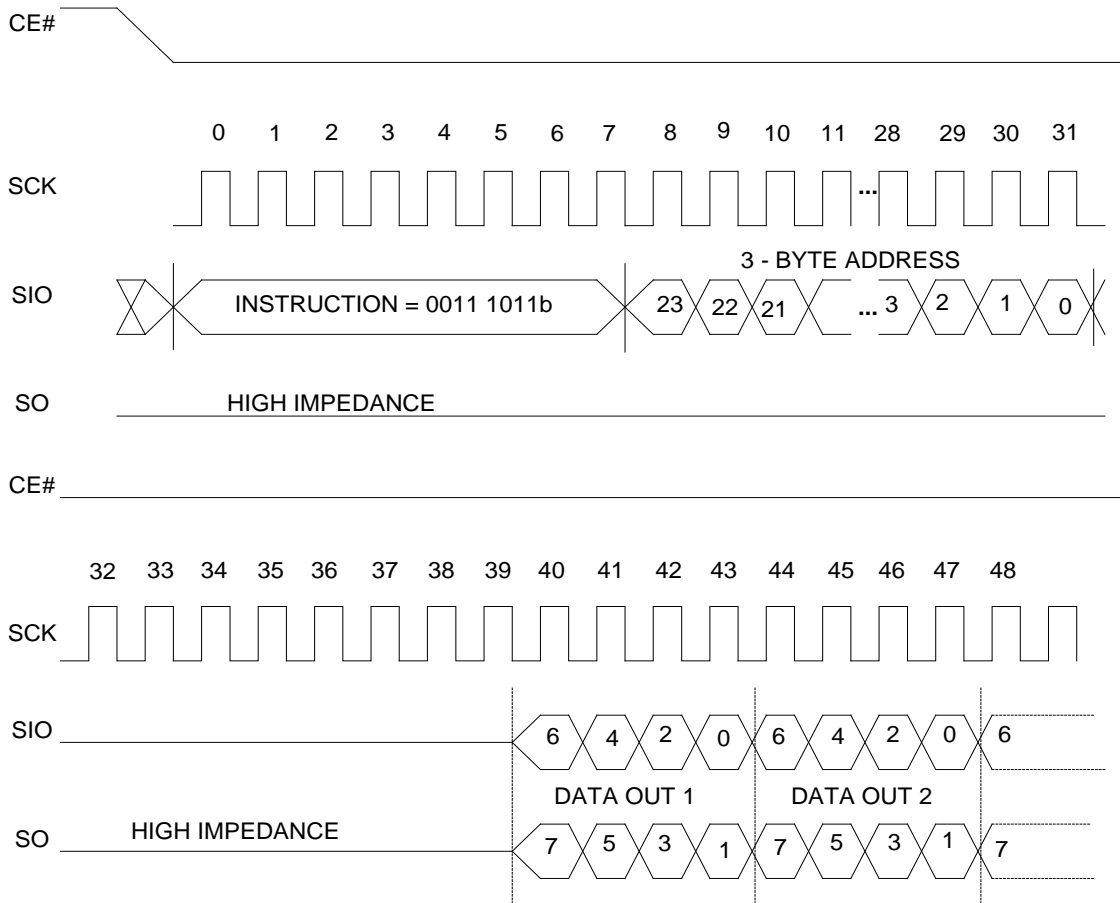 CE#
0 1 2 3 4 5 6 7 8 9 10 11 28 29 30 31
SCK ...
3 - BYTE ADDRESS
SIO INSTRUCTION = 0011 1011b 23 22 21 ... 3 2 1 0
SO HIGH IMPEDANCE
CE#
32 33 34 35 36 37 38 39 40 41 42 43 44 45 46 47 48
SCK
SIO 6 4 2 0 6 4 2 0 6
DATA OUT 1 DATA OUT 2
SO HIGH IMPEDANCE 7 5 3 1 7 5 3 1 7